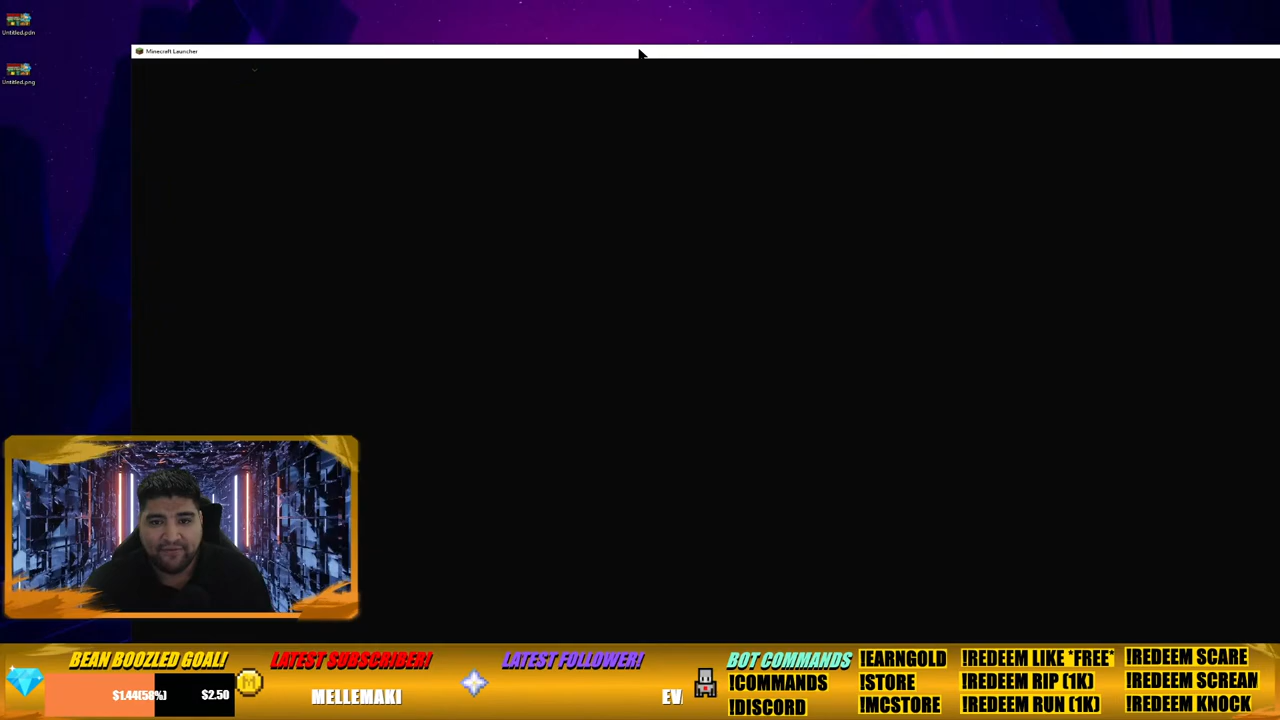 Untitled.pdn
Untitled.png
Minecraft Launcher
BEAN BOOZLED GOAL!
$1.44(58%)
$2.50
LATEST SUBSCRIBER!
MELLEMAKI
LATEST FOLLOWER!
EV
BOT COMMANDS
!COMMANDS
!DISCORD
!EARNGOLD
!STORE
!MCSTORE
!REDEEM LIKE *FREE*
!REDEEM RIP (1K)
!REDEEM RUN (1K)
!REDEEM SCARE
!REDEEM SCREAM
!REDEEM KNOCK